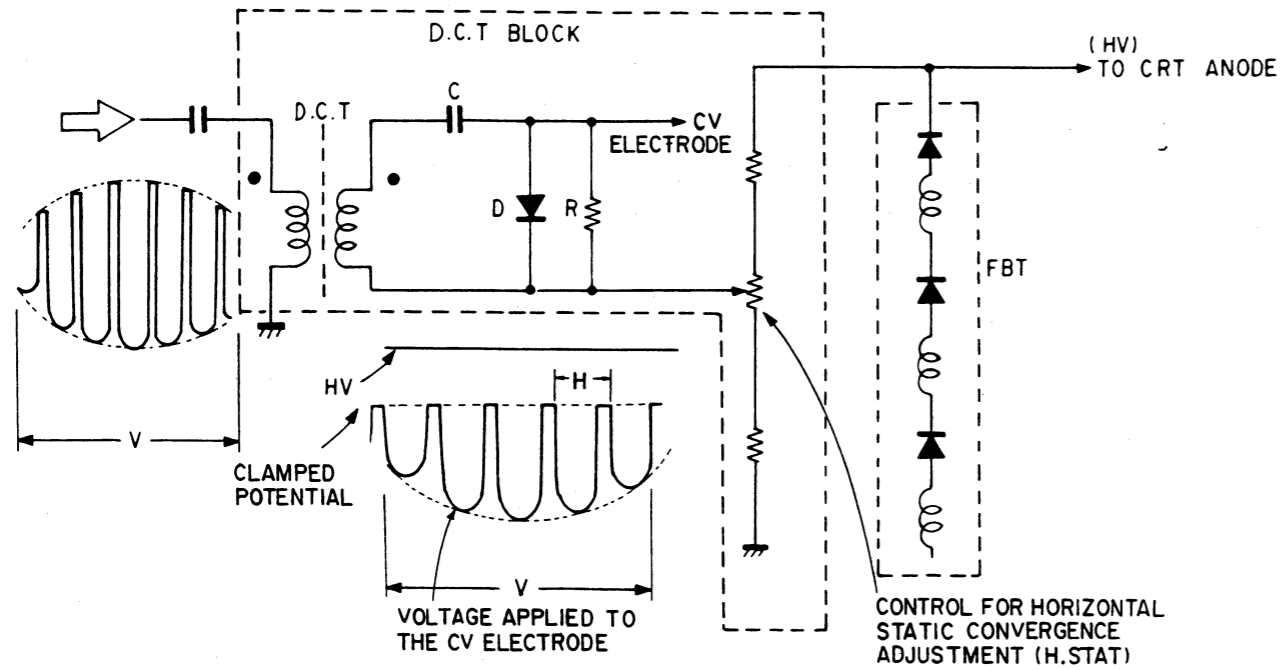 D.C.T BLOCK
(HV)
TO CRT ANODE
C
D.C.T
CV
ELECTRODE
D
R
FBT
HV
H
V
CLAMPED
POTENTIAL
V
VOLTAGE APPLIED TO
THE CV ELECTRODE
CONTROL FOR HORIZONTAL
STATIC CONVERGENCE
ADJUSTMENT (H.STAT)